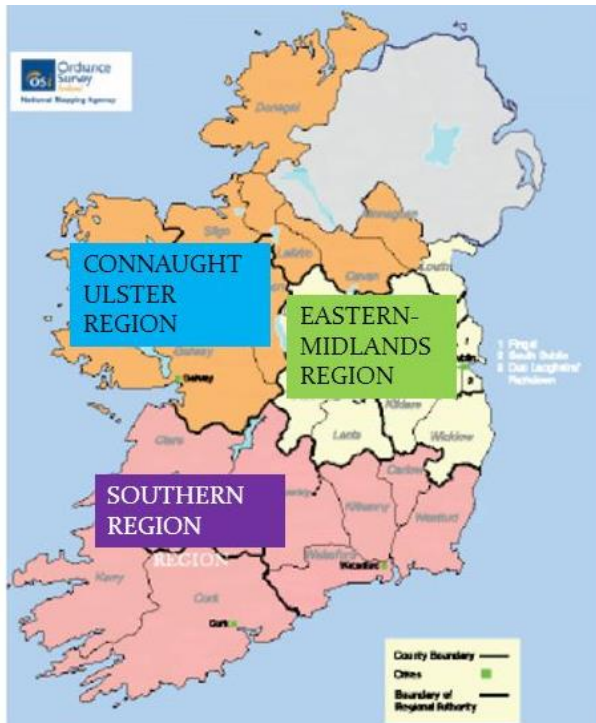 Ordnance
Survey
Ireland
National Mapping Agency
Donegal
Monaghan
Sligo
Leitrim
Cavan
Louth
CONNAUGHT
ULSTER
REGION
EASTERN-
MIDLANDS
REGION
1 Fingal
2 South Dublin
3 Dun Laoghaire/
Rathdown
Galway
Galway
Kildare
Wicklow
Clare
Carlow
SOUTHERN
REGION
Kilkenny
Wexford
REGION
Waterford
Waterford
Kerry
Cork
Cork
County Boundary
Cities
Boundary of
Regional Authority